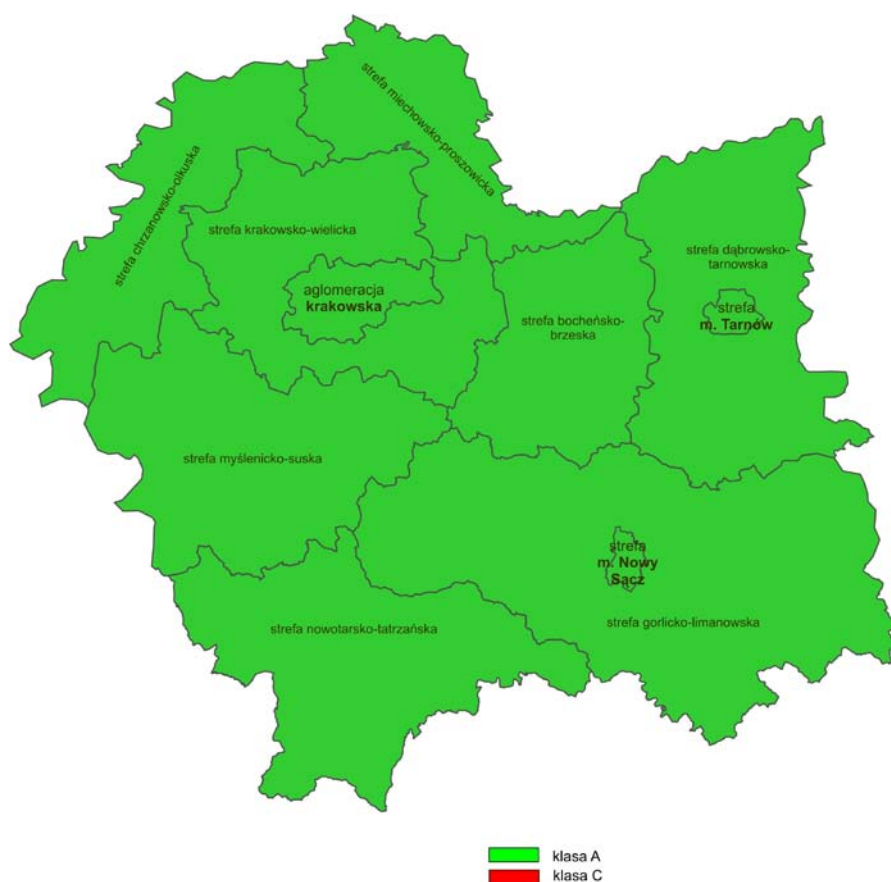 strefa miechowsko-proszowicka
strefa chrzanowsko-olkuska
strefa krakowsko-wielicka
aglomeracja
krakowska
strefa bocheńsko-
brzeska
strefa dąbrowsko-
tarnowska
strefa
m. Tarnów
strefa myślenicko-suska
strefa
m. Nowy
Sącz
strefa nowotarsko-tatrzańska
strefa gorlicko-limanowska
klasa A
klasa C